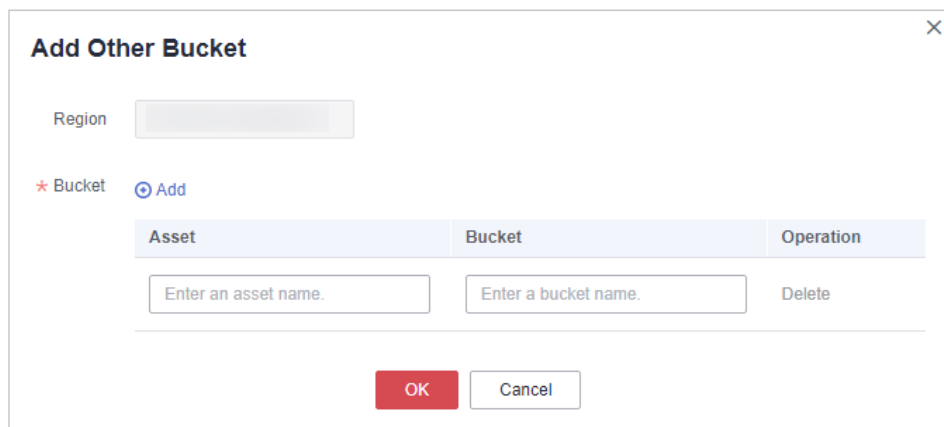 Add Other Bucket
Region
* Bucket Add
Asset Bucket Operation
Enter an asset name. Enter a bucket name. Delete
OK Cancel